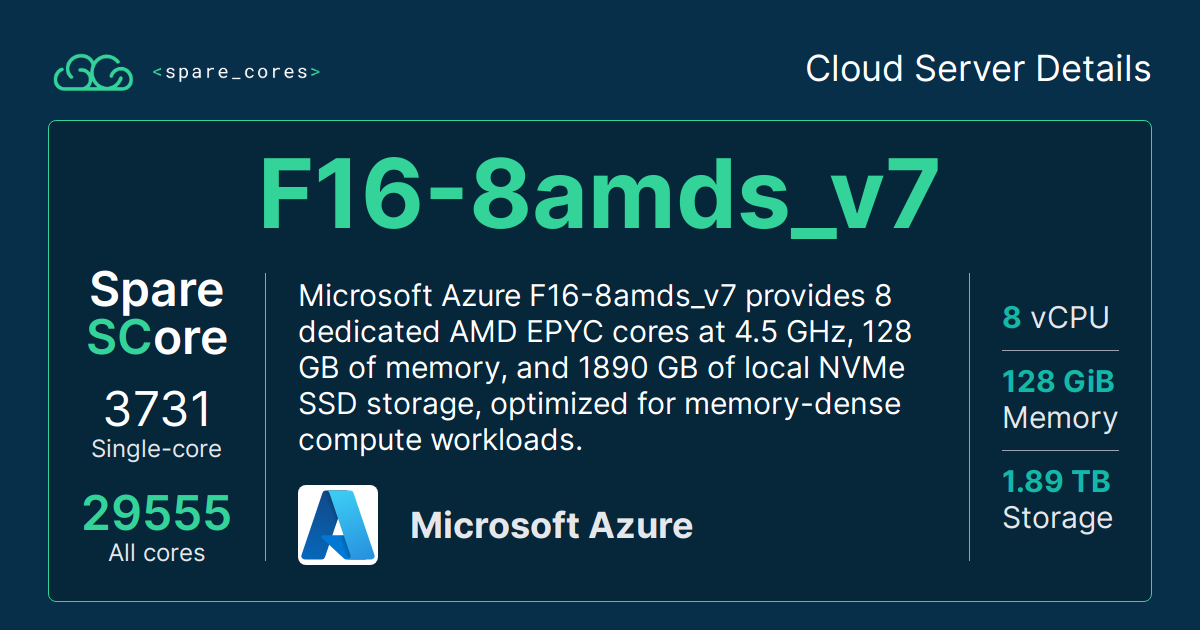 <spare_cores>
Cloud Server Details
F16-8amds_v7
Spare
SCore
3731
Single-core
29555
All cores
Microsoft Azure F16-8amds_v7 provides 8
dedicated AMD EPYC cores at 4.5 GHz, 128
GB of memory, and 1890 GB of local NVMe
SSD storage, optimized for memory-dense
compute workloads.
Microsoft Azure
8 vCPU
128 GiB
Memory
1.89 TB
Storage